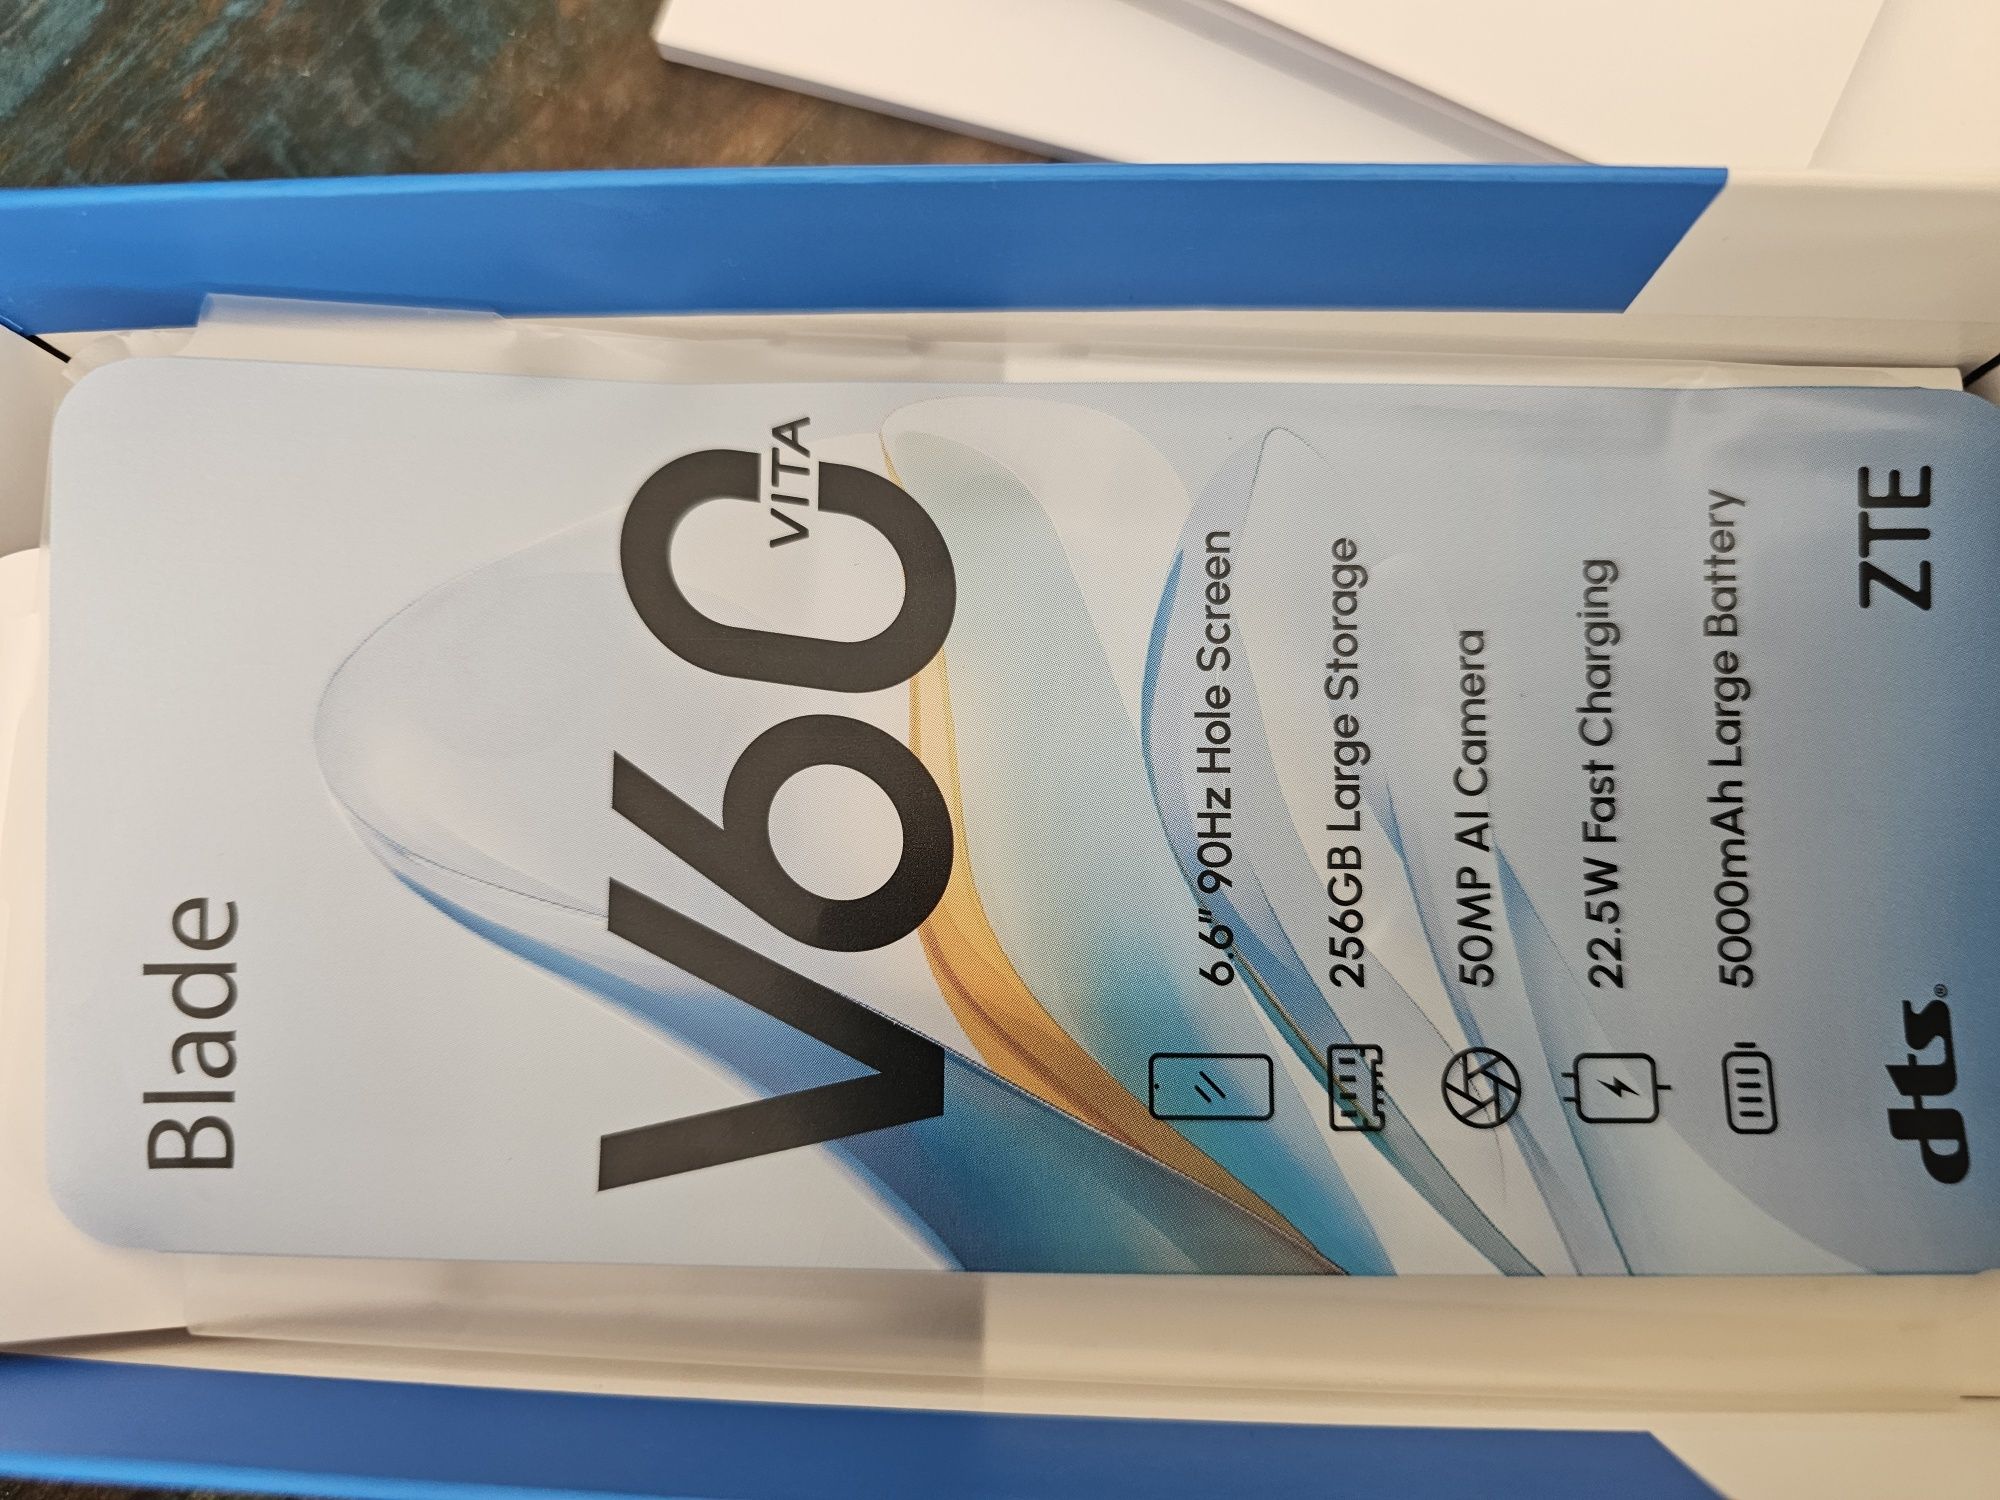 Blade
V60
VITA
6.6" 90Hz Hole Screen
256GB Large Storage
50MP AI Camera
22.5W Fast Charging
5000mAh Large Battery
dts® ZTE